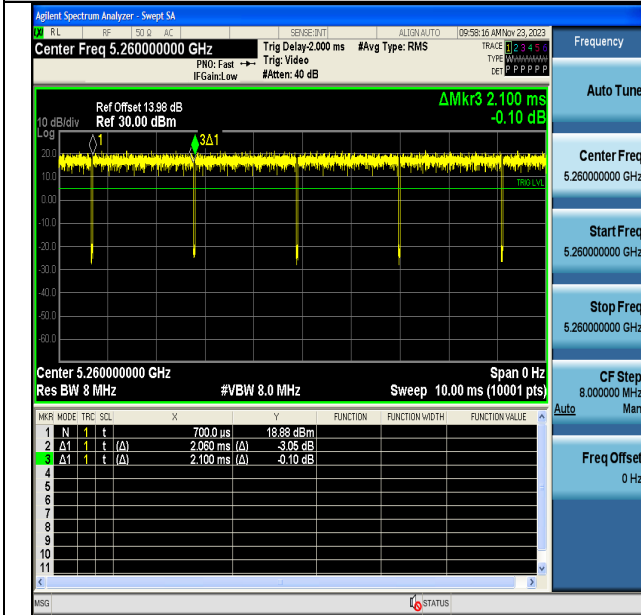 Agilent Spectrum Analyzer - Swept SA
RL RF 50 Ω AC SENSE:INT ALIGN AUTO 09:58:16 AM Nov 23, 2023
Center Freq 5.260000000 GHz
Trig Delay-2.000 ms #Avg Type: RMS
TRACE 1 2 3 4 5 6
PNO: Fast Trig: Video
TYPE W
IFGain:Low #Atten: 40 dB
DET P P P P P P
ΔMkr3 2.100 ms
-0.10 dB
Ref Offset 13.98 dB
10 dB/div Ref 30.00 dBm
Log
1
3Δ1
20.0
10.0
TRIG LVL
0.00
-10.0
-20.0
-30.0
-40.0
-60.0
Center 5.260000000 GHz Span 0 Hz
Res BW 8 MHz #VBW 8.0 MHz Sweep 10.00 ms (10001 pts)
MKR MODE TRC SCL X Y FUNCTION FUNCTION WIDTH FUNCTION VALUE
1 N 1 t 700.0 µs 18.88 dBm
2 Δ1 1 t (Δ) 2.060 ms (Δ) -3.05 dB
3 Δ1 1 t (Δ) 2.100 ms (Δ) -0.10 dB
4
5
6
7
8
9
10
11
MSG STATUS
Frequency
Auto Tune
Center Freq
5.260000000 GHz
Start Freq
5.260000000 GHz
Stop Freq
5.260000000 GHz
CF Step
8.000000 MHz
Auto Man
Freq Offset
0 Hz